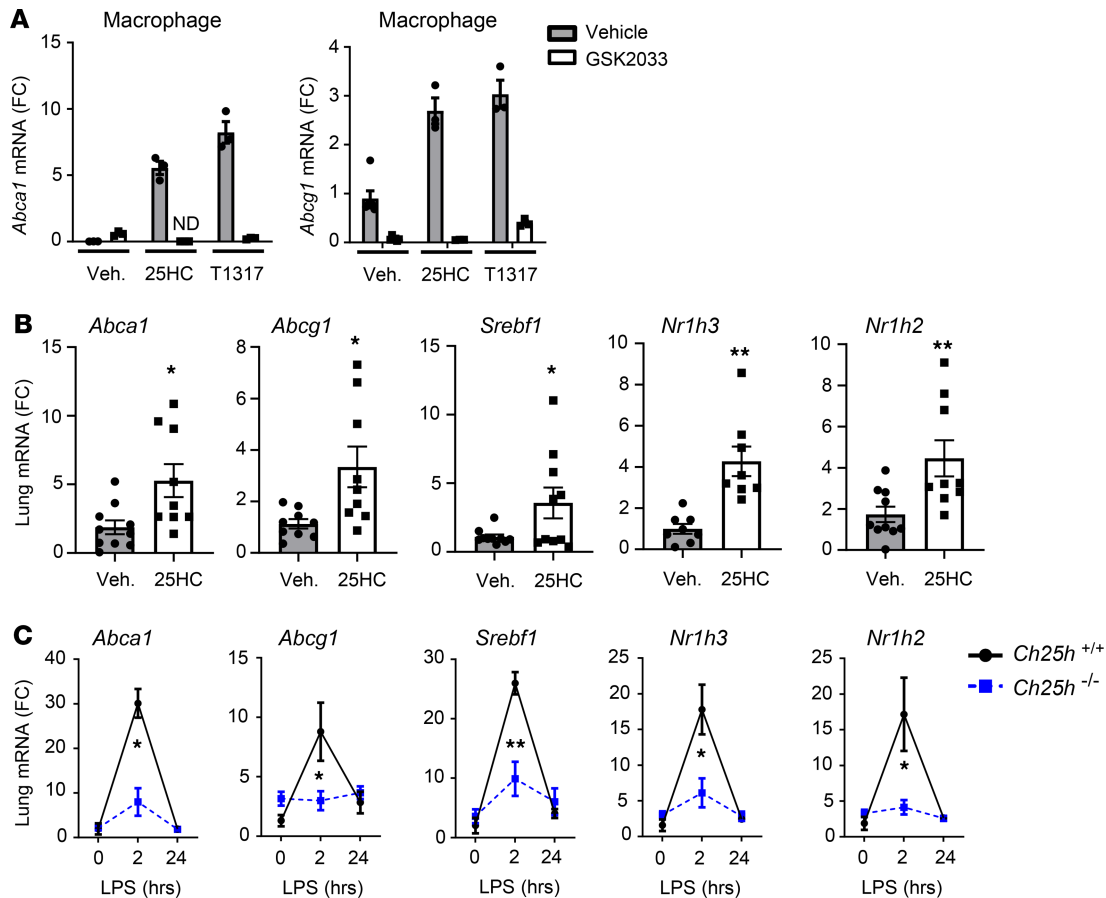 A
Macrophage
Macrophage
Vehicle
GSK2033
Abca1 mRNA (FC)
15
10
5
0
ND
Veh. 25HC T1317
Abcg1 mRNA (FC)
4
3
2
1
0
Veh. 25HC T1317
B
Abca1 Abcg1 Srebf1 Nr1h3 Nr1h2
Lung mRNA (FC)
15
10
5
0
*
Veh. 25HC
8
6
4
2
0
*
Veh. 25HC
15
10
5
0
*
Veh. 25HC
10
8
6
4
2
0
**
Veh. 25HC
10
8
6
4
2
0
**
Veh. 25HC
C
Abca1 Abcg1 Srebf1 Nr1h3 Nr1h2
Ch25h +/+
Ch25h -/-
Lung mRNA (FC)
40
30
20
10
0
*
0 2 24
LPS (hrs)
15
10
5
0
*
0 2 24
LPS (hrs)
30
20
10
0
**
0 2 24
LPS (hrs)
25
20
15
10
5
0
*
0 2 24
LPS (hrs)
25
20
15
10
5
0
*
0 2 24
LPS (hrs)